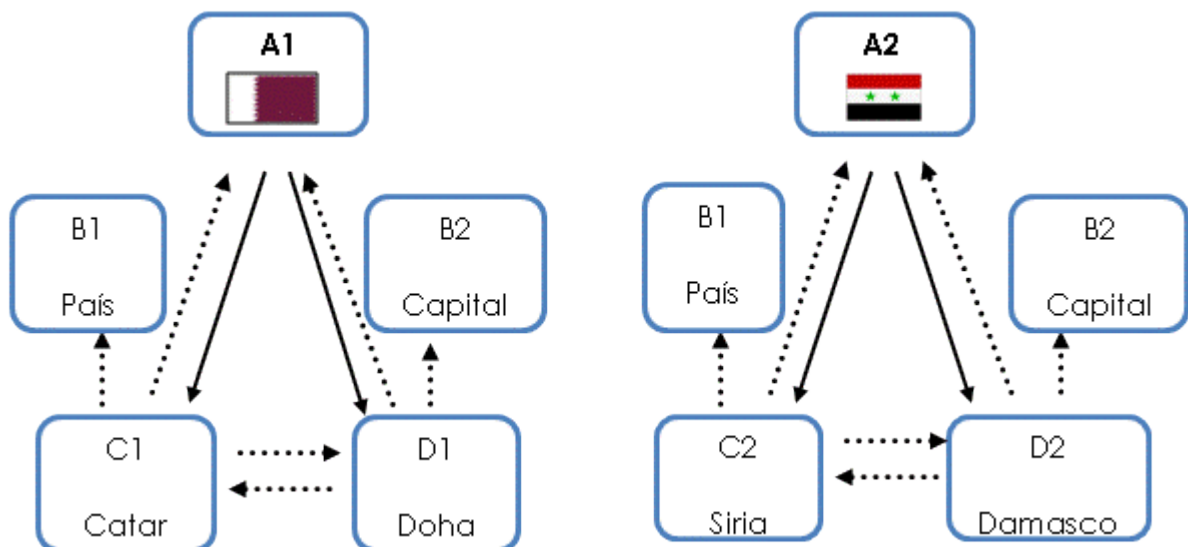 A1
B1
País
B2
Capital
C1
Catar
D1
Doha
A2
B1
País
B2
Capital
C2
Siria
D2
Damasco